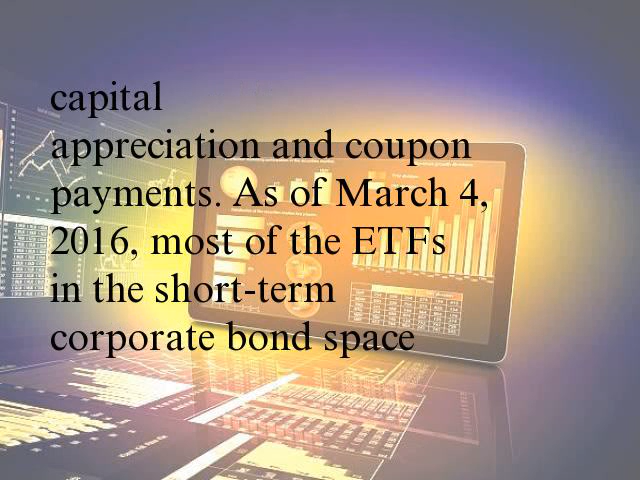 capital
appreciation and coupon
payments. As of March 4,
2016, most of the ETFs
in the short-term
corporate bond space